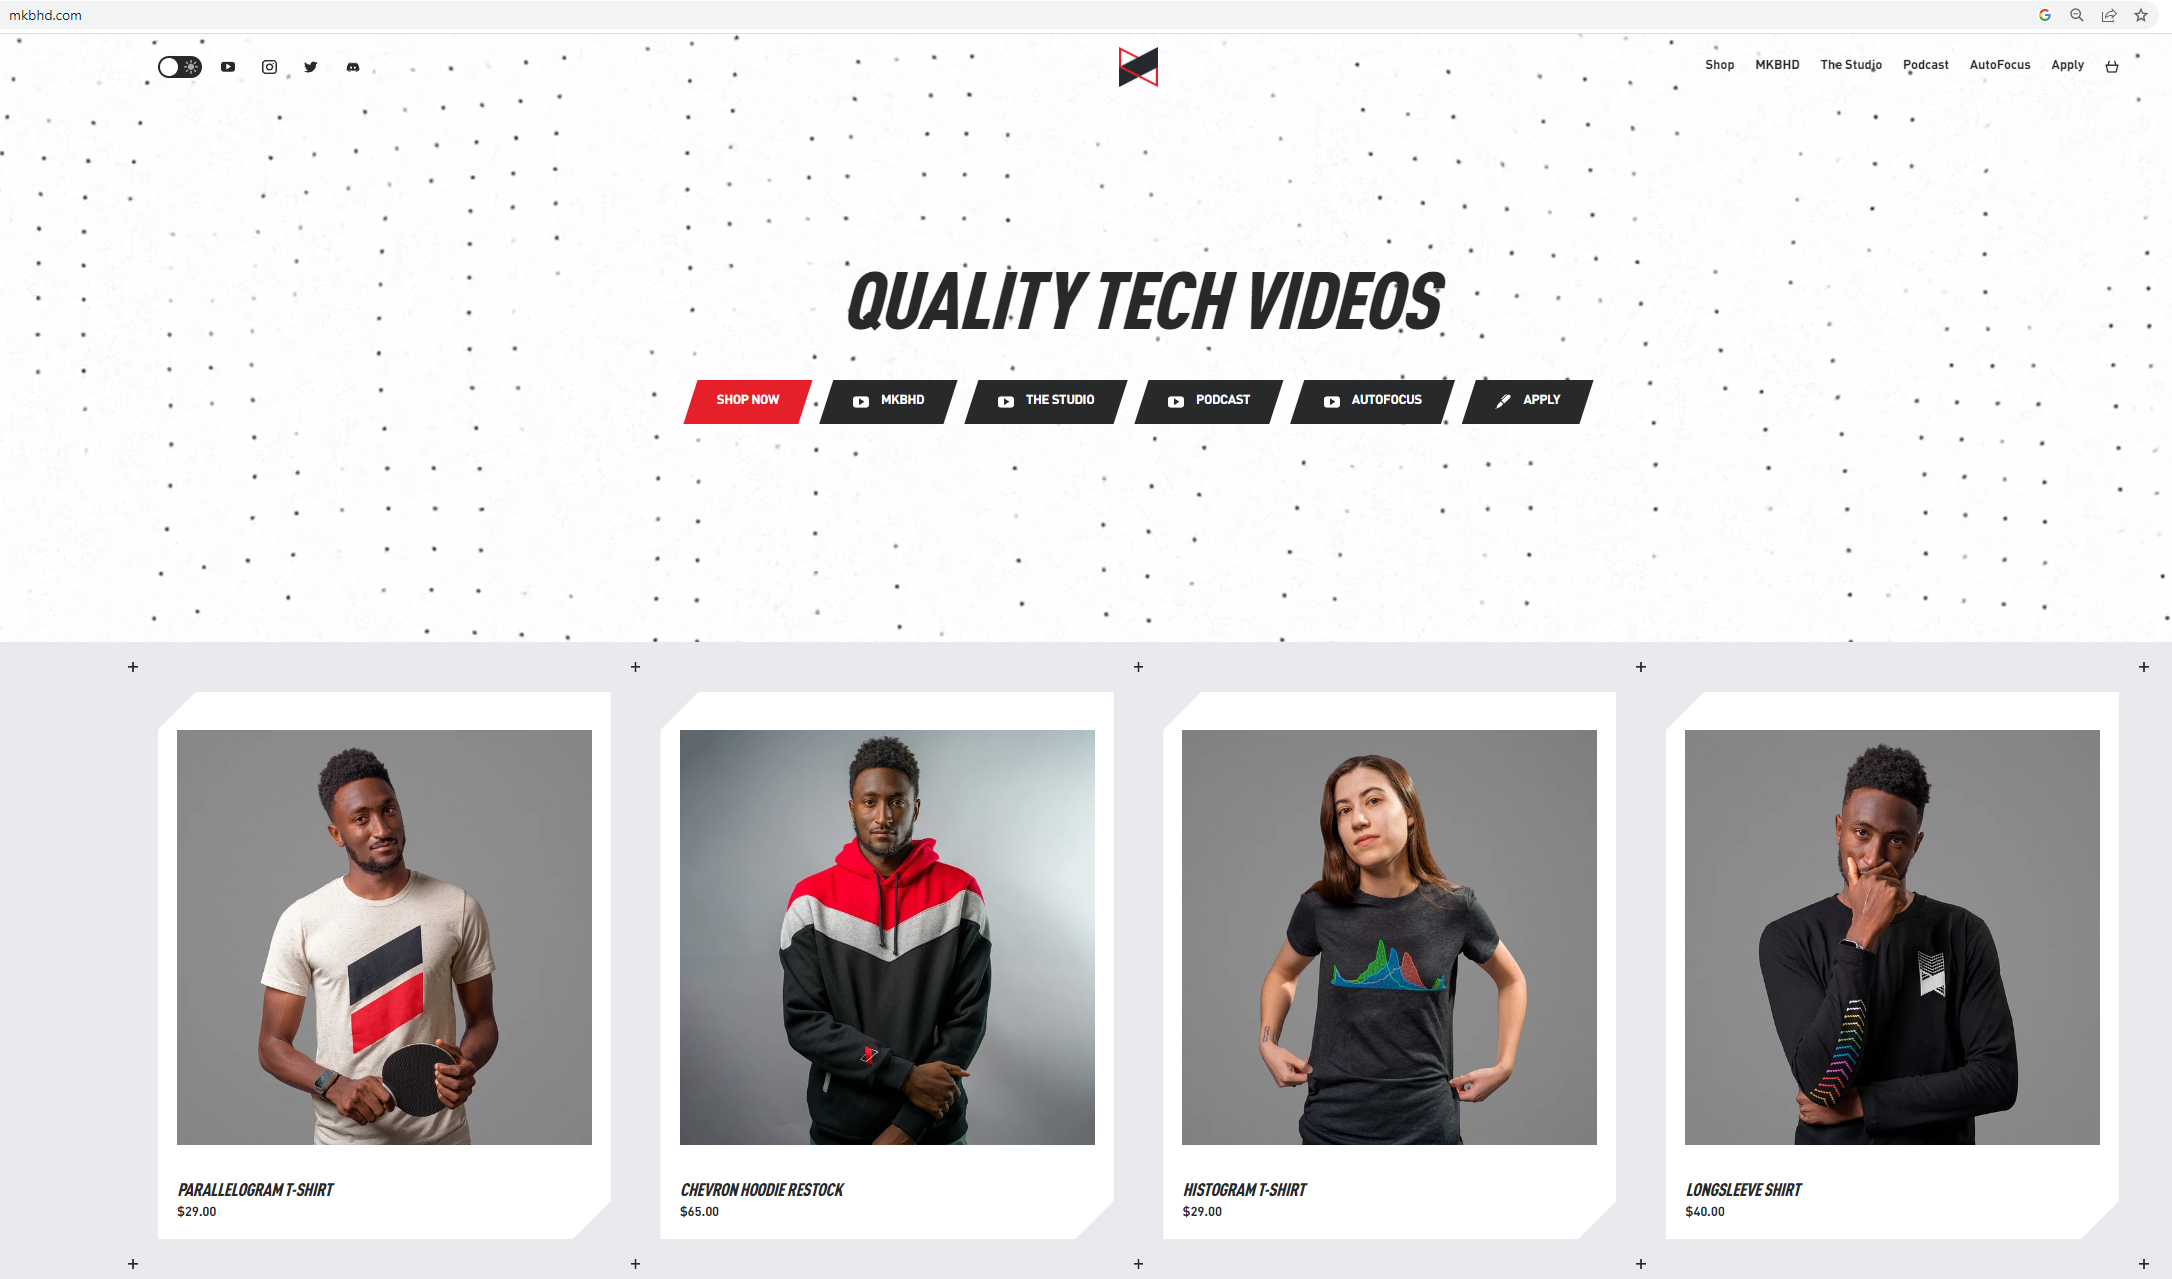 mkbhd.com
Shop MKBHD The Studio Podcast AutoFocus Apply
QUALITY TECH VIDEOS
SHOP NOW MKBHD THE STUDIO PODCAST AUTOFOCUS APPLY
PARALLELOGRAM T-SHIRT
$29.00
CHEVRON HOODIE RESTOCK
$65.00
HISTOGRAM T-SHIRT
$29.00
LONGSLEEVE SHIRT
$40.00